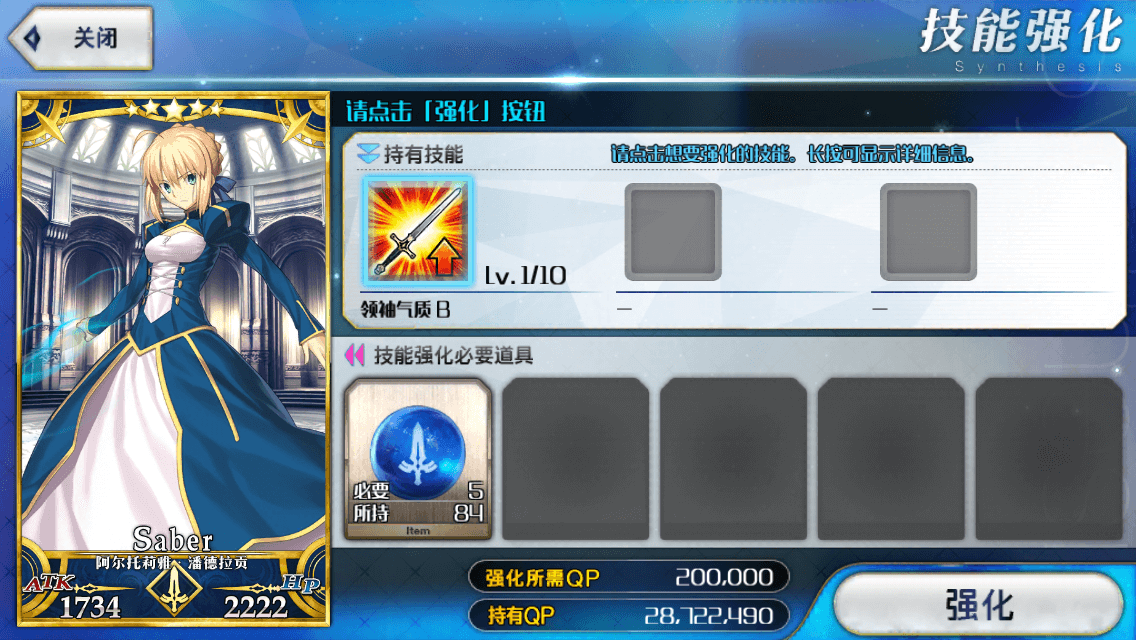 关闭
技能强化
Synthesis
请点击「强化」按钮
持有技能
请点击想要强化的技能。长按可显示详细信息。
Lv.1/10
领袖气质 B
—
—
技能强化必要道具
必要 5
所持 84
Item
Saber
阿尔托莉雅·潘德拉贡
ATK
1734
HP
2222
强化所需QP 200,000
持有QP 28,722,490
强化